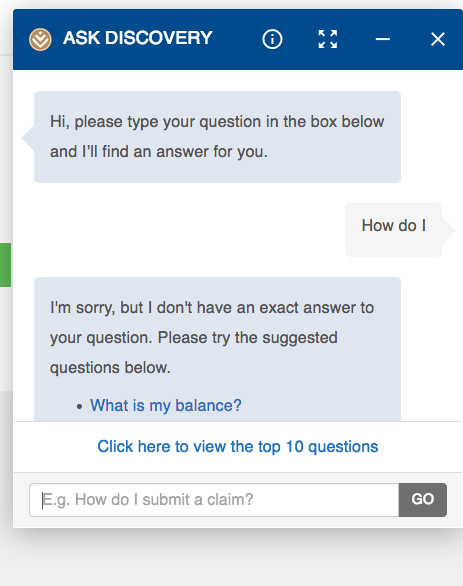 ASK DISCOVERY
Hi, please type your question in the box below
and I'll find an answer for you.
How do I
I'm sorry, but I don't have an exact answer to
your question. Please try the suggested
questions below.
• What is my balance?
Click here to view the top 10 questions
E.g. How do I submit a claim?
GO